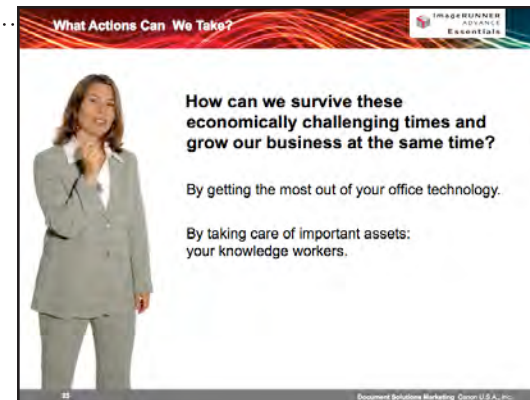 What Actions Can We Take?
imageRUNNER
ADVANCE
Essentials
How can we survive these
economically challenging times and
grow our business at the same time?
By getting the most out of your office technology.
By taking care of important assets:
your knowledge workers.
Document Solutions Marketing Canon U.S.A., Inc.